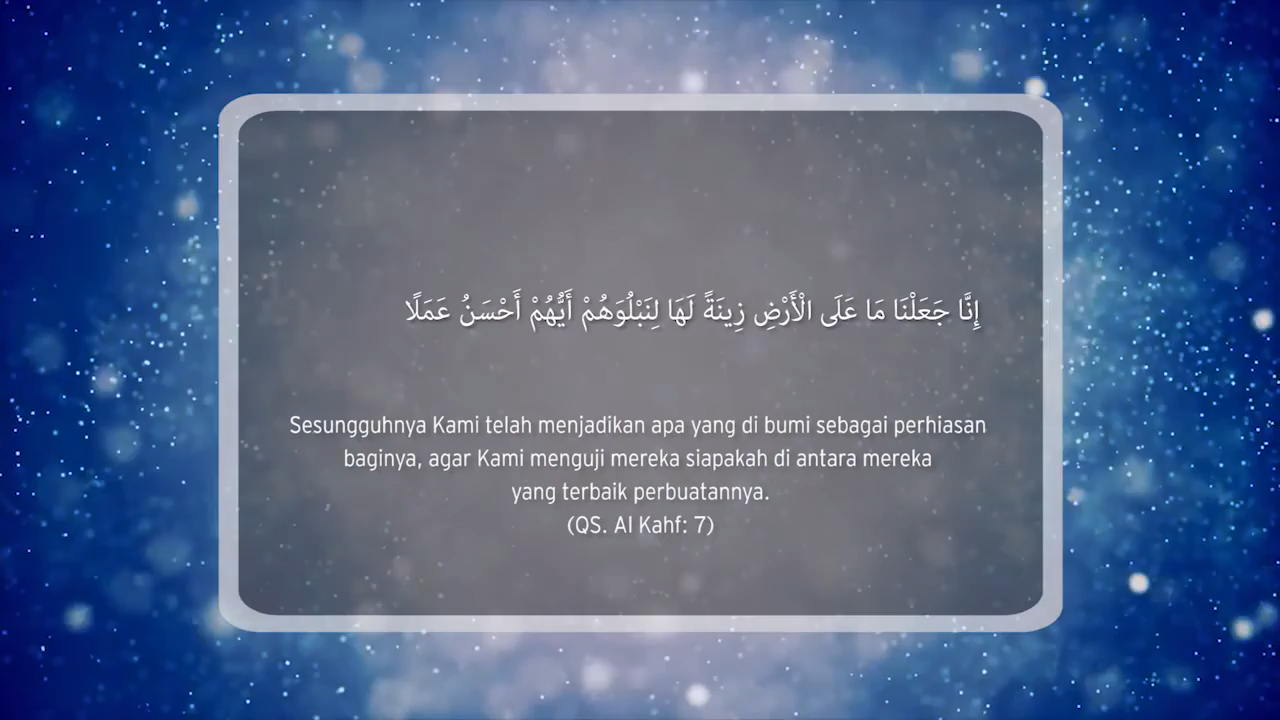 إِنَّا جَعَلْنَا مَا عَلَى الْأَرْضِ زِينَةً لَهَا لِنَبْلُوَهُمْ أَيُّهُمْ أَحْسَنُ عَمَلًا
Sesungguhnya Kami telah menjadikan apa yang di bumi sebagai perhiasan
baginya, agar Kami menguji mereka siapakah di antara mereka
yang terbaik perbuatannya.
(QS. Al Kahf: 7)